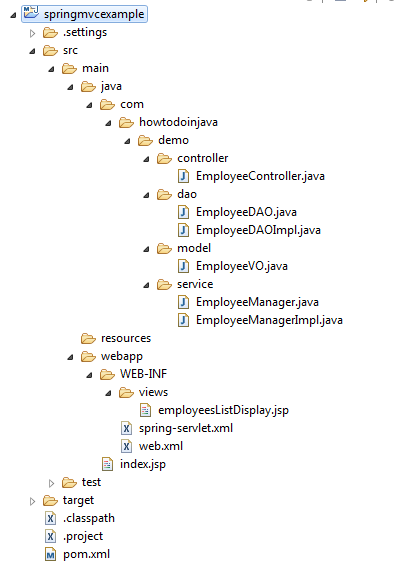 springmvcexample
.settings
src
main
java
com
howtodoinjava
demo
controller
EmployeeController.java
dao
EmployeeDAO.java
EmployeeDAOImpl.java
model
EmployeeVO.java
service
EmployeeManager.java
EmployeeManagerImpl.java
resources
webapp
WEB-INF
views
employeesListDisplay.jsp
spring-servlet.xml
web.xml
index.jsp
test
target
.classpath
.project
pom.xml